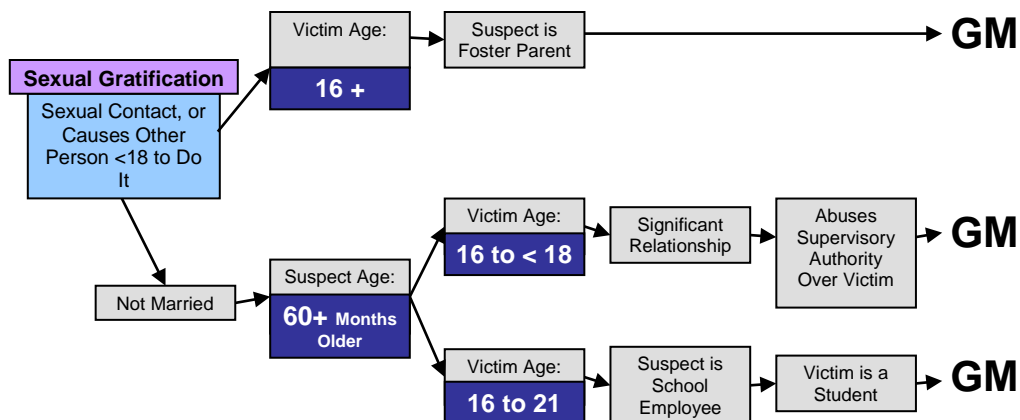 Victim Age:
16 +
Suspect is
Foster Parent
GM
Sexual Gratification
Sexual Contact, or
Causes Other
Person <18 to Do
It
Victim Age:
16 to < 18
Significant
Relationship
Abuses
Supervisory
Authority
Over Victim
GM
Not Married
Suspect Age:
60+ Months
Older
Victim Age:
16 to 21
Suspect is
School
Employee
Victim is a
Student
GM